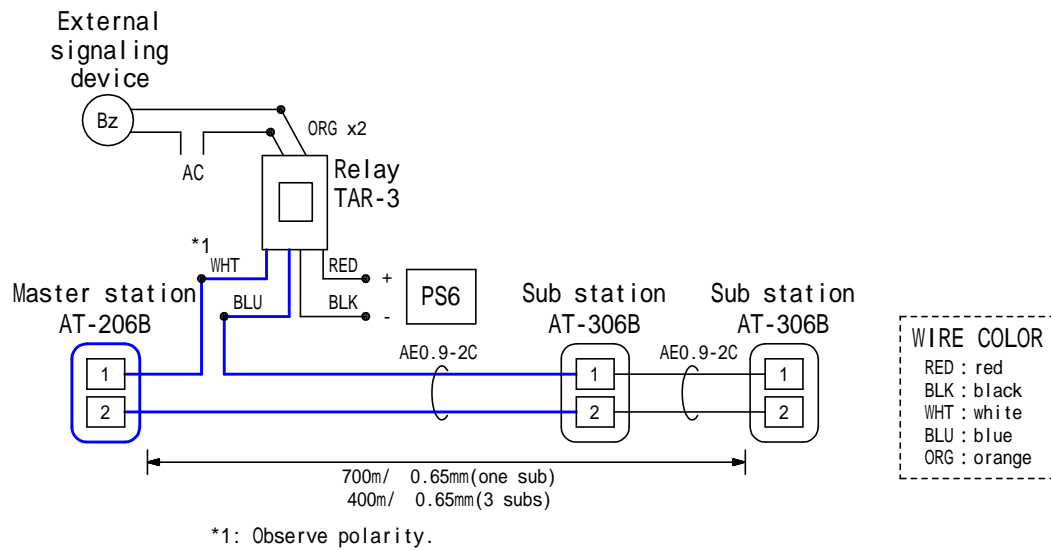 External
signaling
device
Bz
ORG x2
AC
Relay
TAR-3
*1
WHT
RED
+
BLU
BLK
-
PS6
Master station
AT-206B
Sub station
AT-306B
Sub station
AT-306B
AE0.9-2C
AE0.9-2C
1
2
1
2
1
2
700m/ 0.65mm(one sub)
400m/ 0.65mm(3 subs)
*1: Observe polarity.
WIRE COLOR
RED : red
BLK : black
WHT : white
BLU : blue
ORG : orange